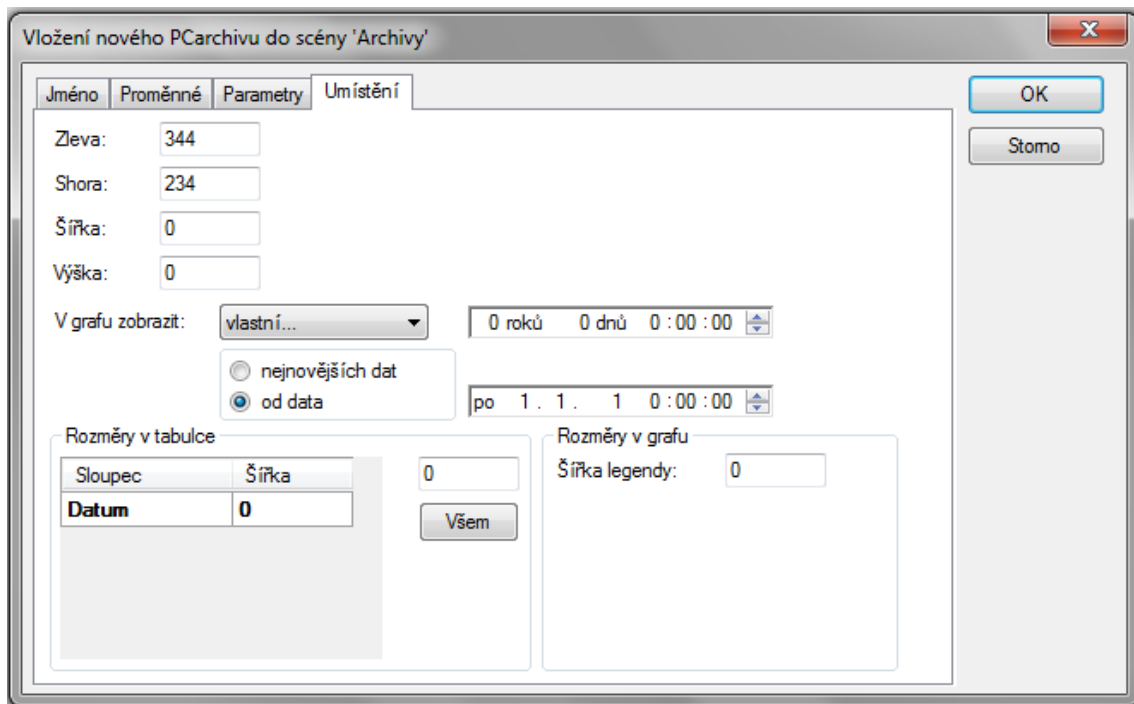 Vložení nového PCarchivu do scény 'Archivy'
Jméno Proměnné Parametry Umístění
OK
Storno
Zleva: 344
Shora: 234
Šířka: 0
Výška: 0
V grafu zobrazit: vlastní... 0 roků 0 dnů 0:00:00
nejnovějších dat
od data po 1. 1. 1 0:00:00
Rozměry v tabulce
Sloupec Šířka
Datum 0
0
Všem
Rozměry v grafu
Šířka legendy: 0